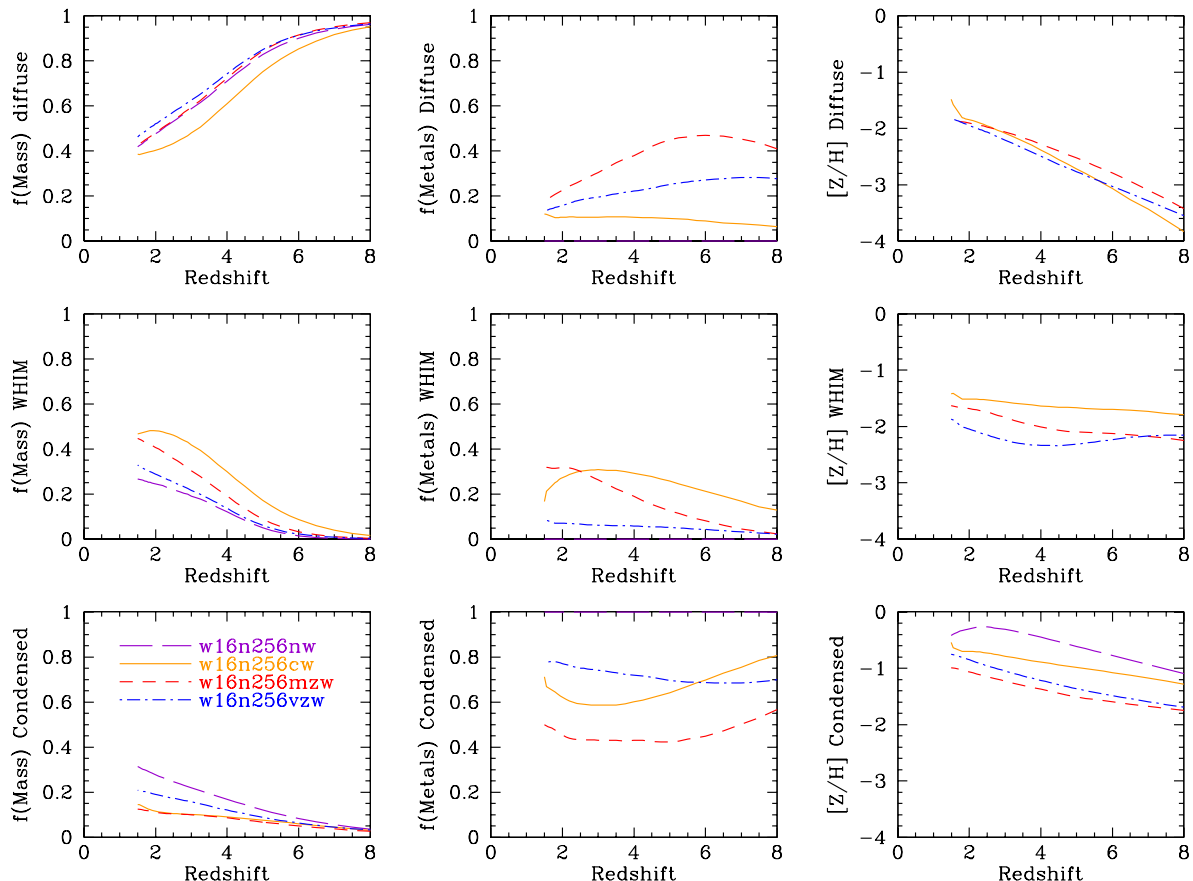 f(Mass) diffuse
1
0.8
0.6
0.4
0.2
0
0 2 4 6 8
Redshift
f(Metals) Diffuse
1
0.8
0.6
0.4
0.2
0
0 2 4 6 8
Redshift
[Z/H] Diffuse
0
−1
−2
−3
−4
0 2 4 6 8
Redshift
f(Mass) WHIM
1
0.8
0.6
0.4
0.2
0
0 2 4 6 8
Redshift
f(Metals) WHIM
1
0.8
0.6
0.4
0.2
0
0 2 4 6 8
Redshift
[Z/H] WHIM
0
−1
−2
−3
−4
0 2 4 6 8
Redshift
f(Mass) Condensed
1
0.8
0.6
0.4
0.2
0
w16n256nw
w16n256cw
w16n256mzw
w16n256vzw
0 2 4 6 8
Redshift
f(Metals) Condensed
1
0.8
0.6
0.4
0.2
0
0 2 4 6 8
Redshift
[Z/H] Condensed
0
−1
−2
−3
−4
0 2 4 6 8
Redshift